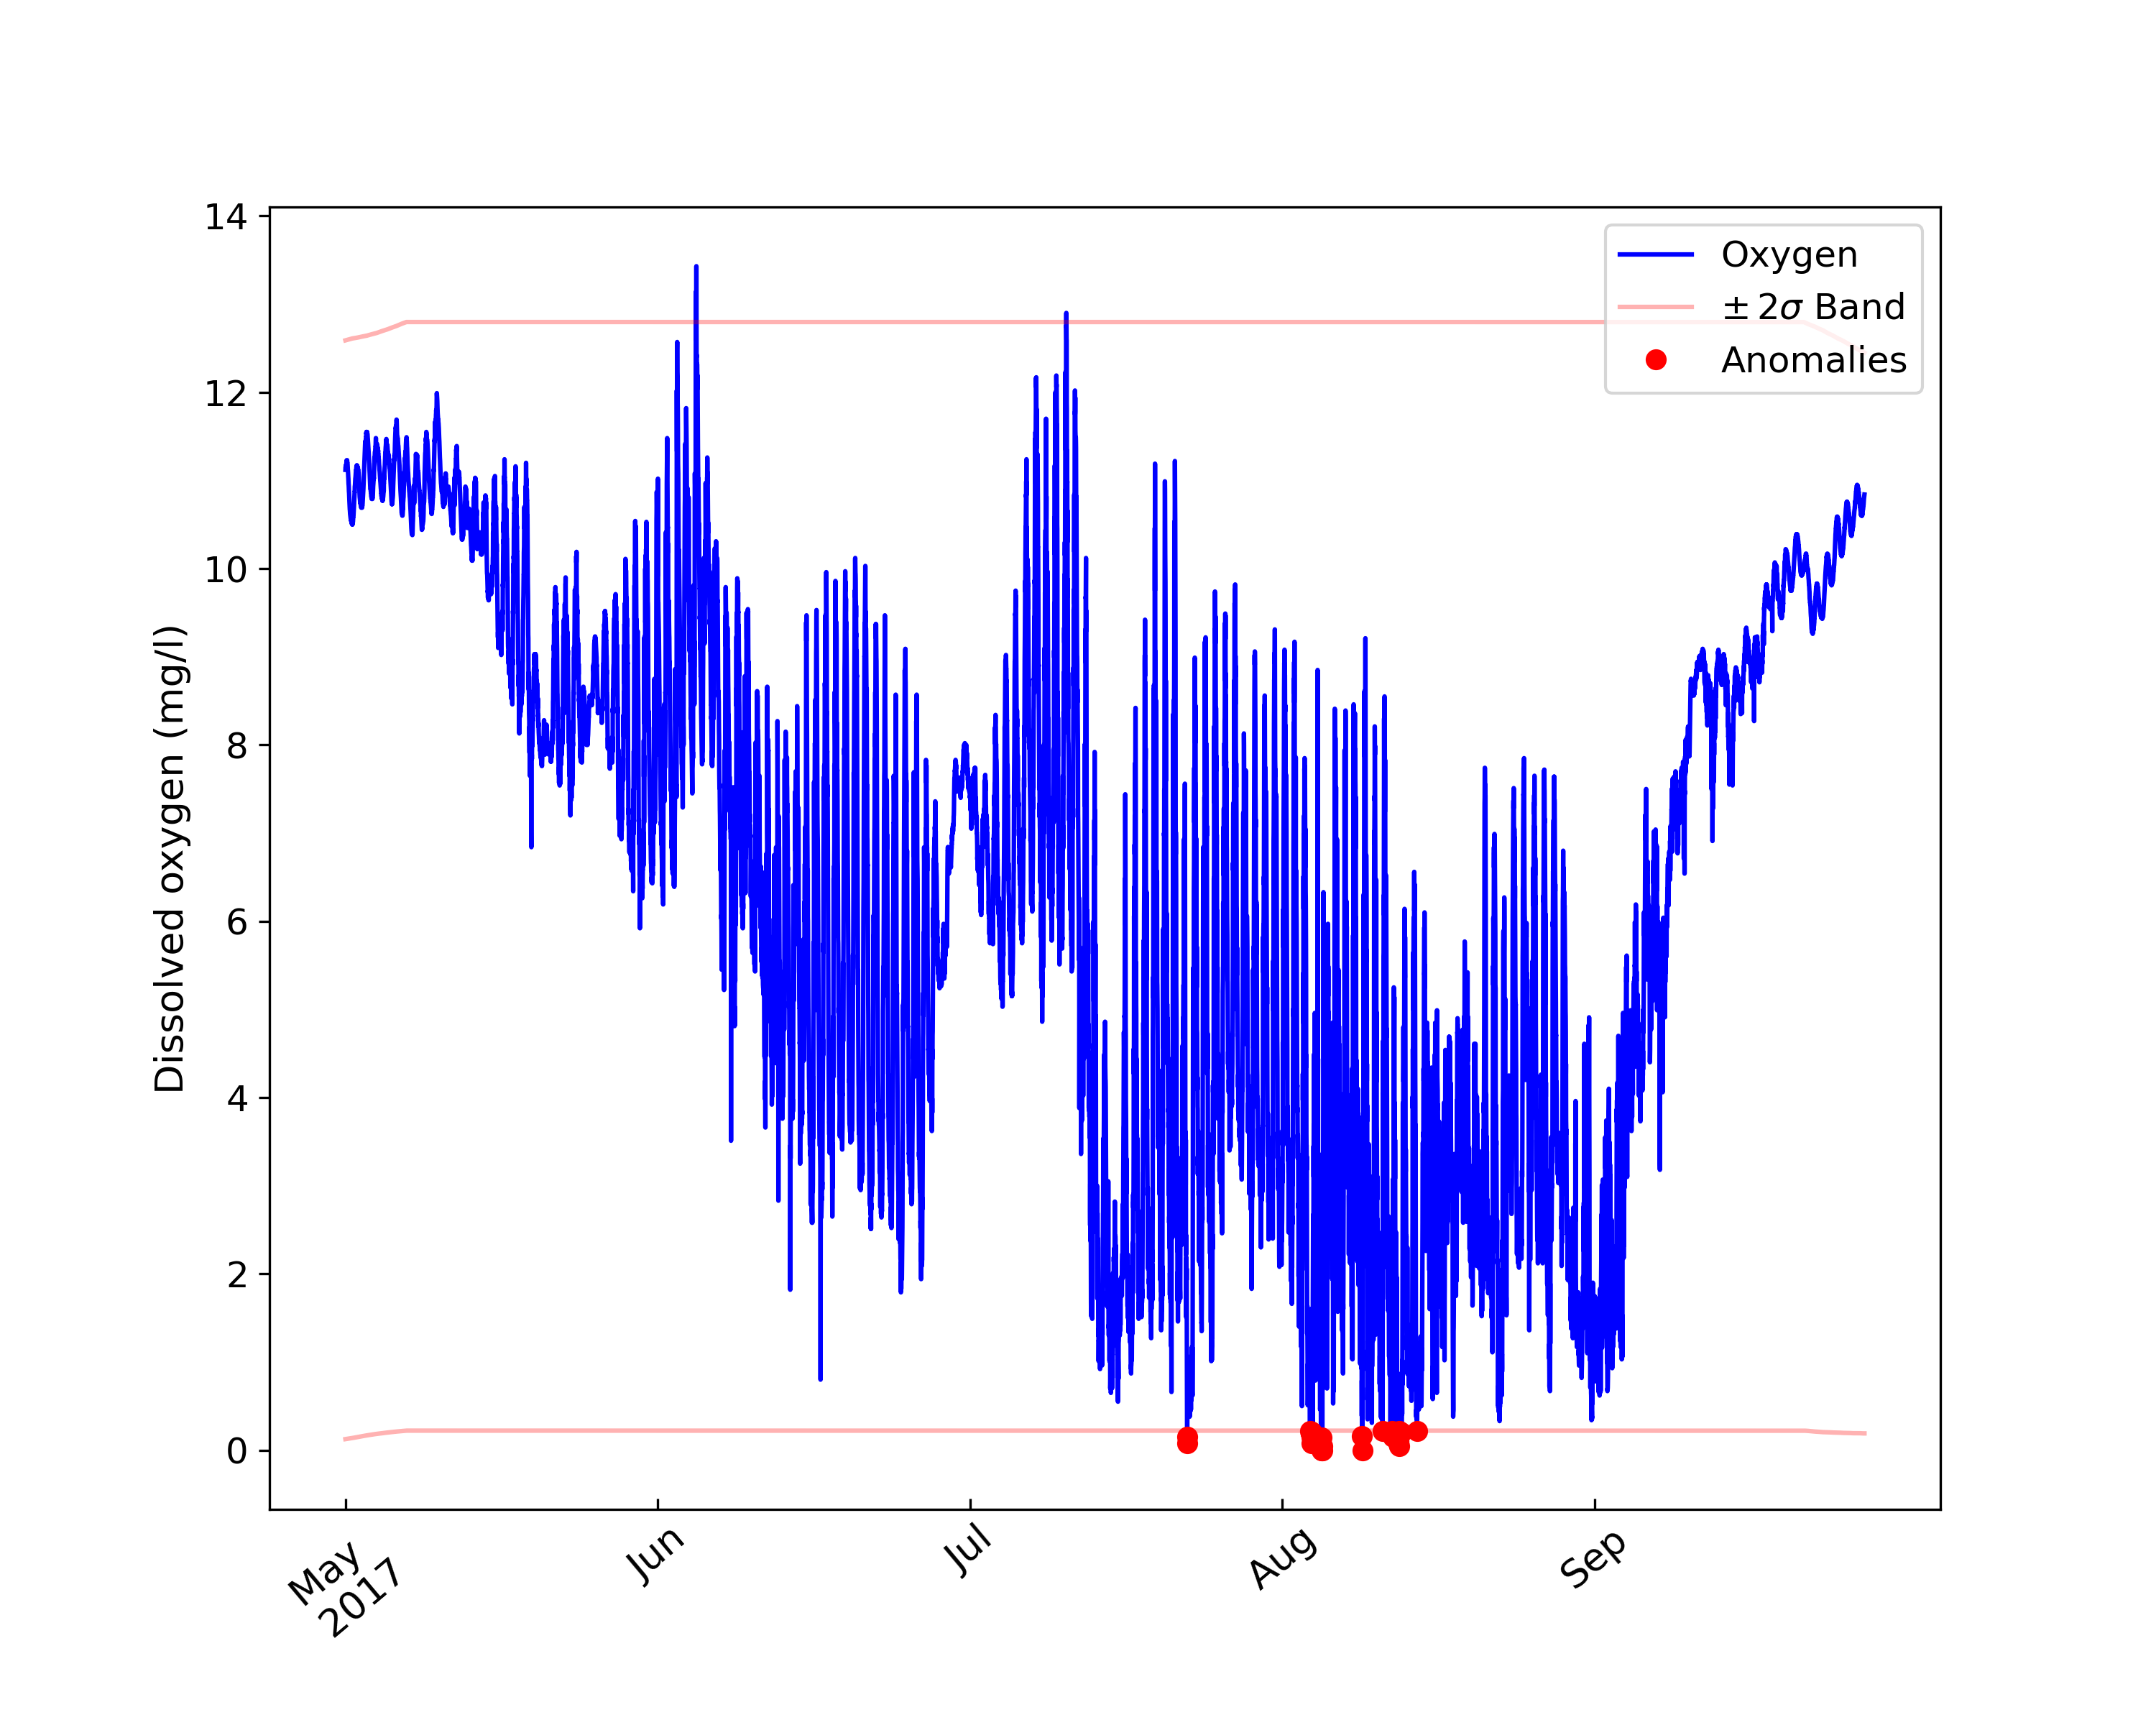 14
12
10
8
6
4
2
0
Dissolved oxygen (mg/l)
Oxygen
± 2σ Band
Anomalies
May
2017
Jun
Jul
Aug
Sep